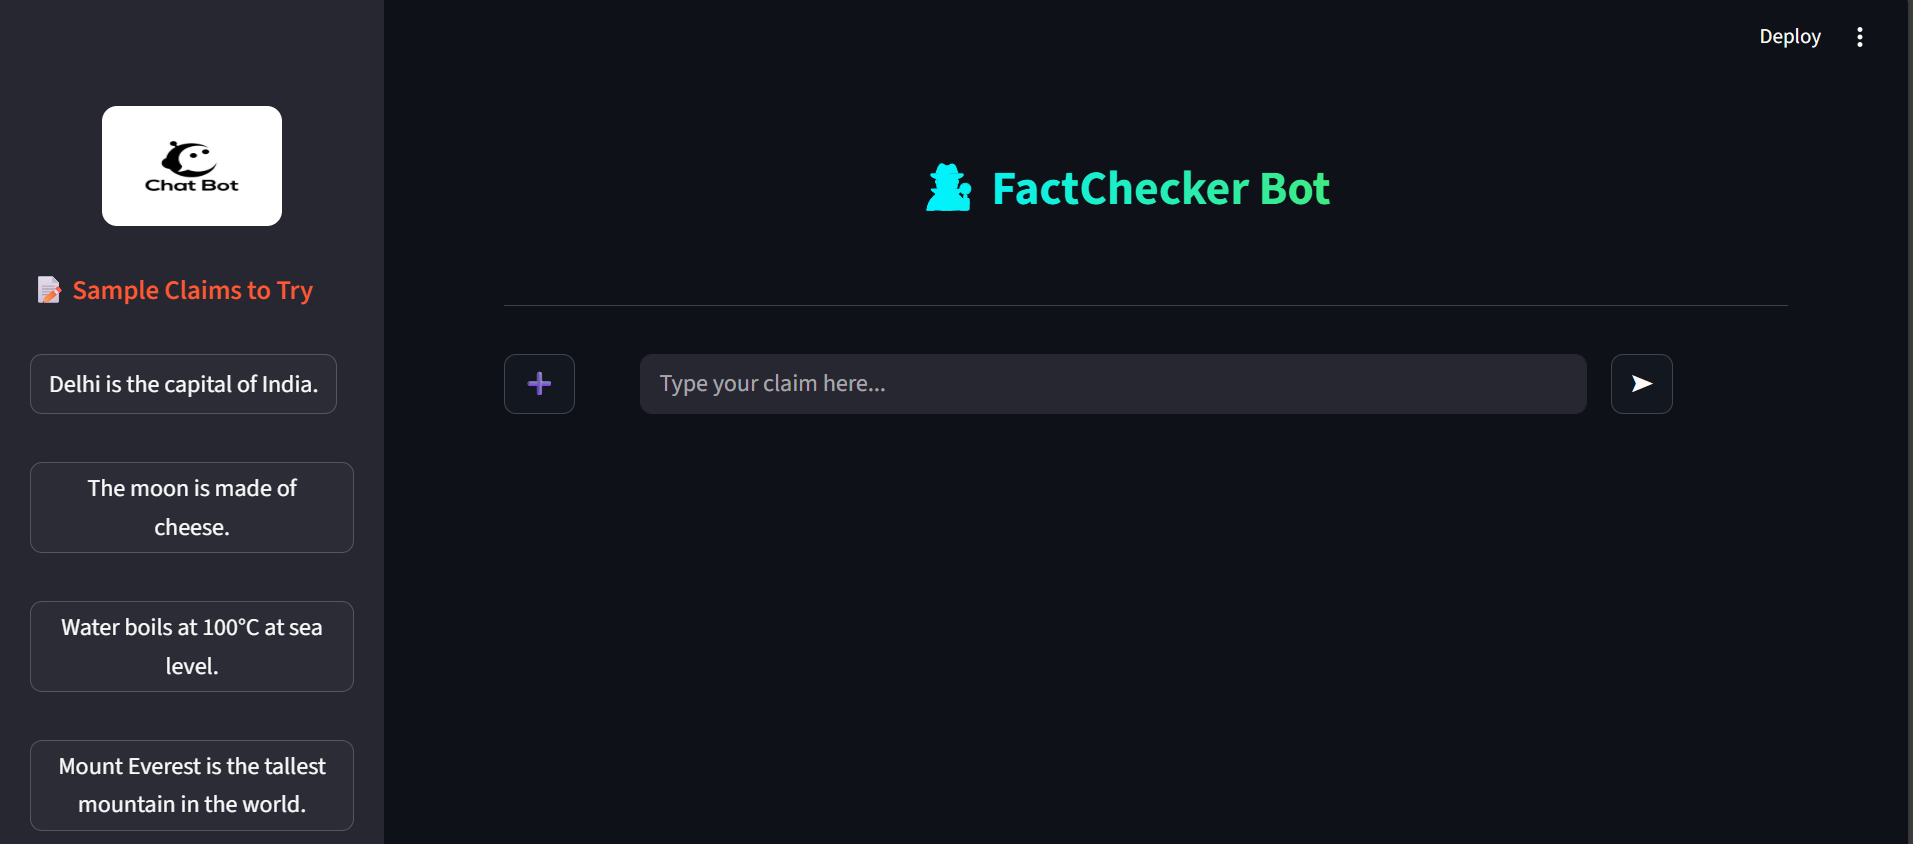 Deploy
Chat Bot
Sample Claims to Try
Delhi is the capital of India.
The moon is made of
cheese.
Water boils at 100°C at sea
level.
Mount Everest is the tallest
mountain in the world.
FactChecker Bot
Type your claim here...